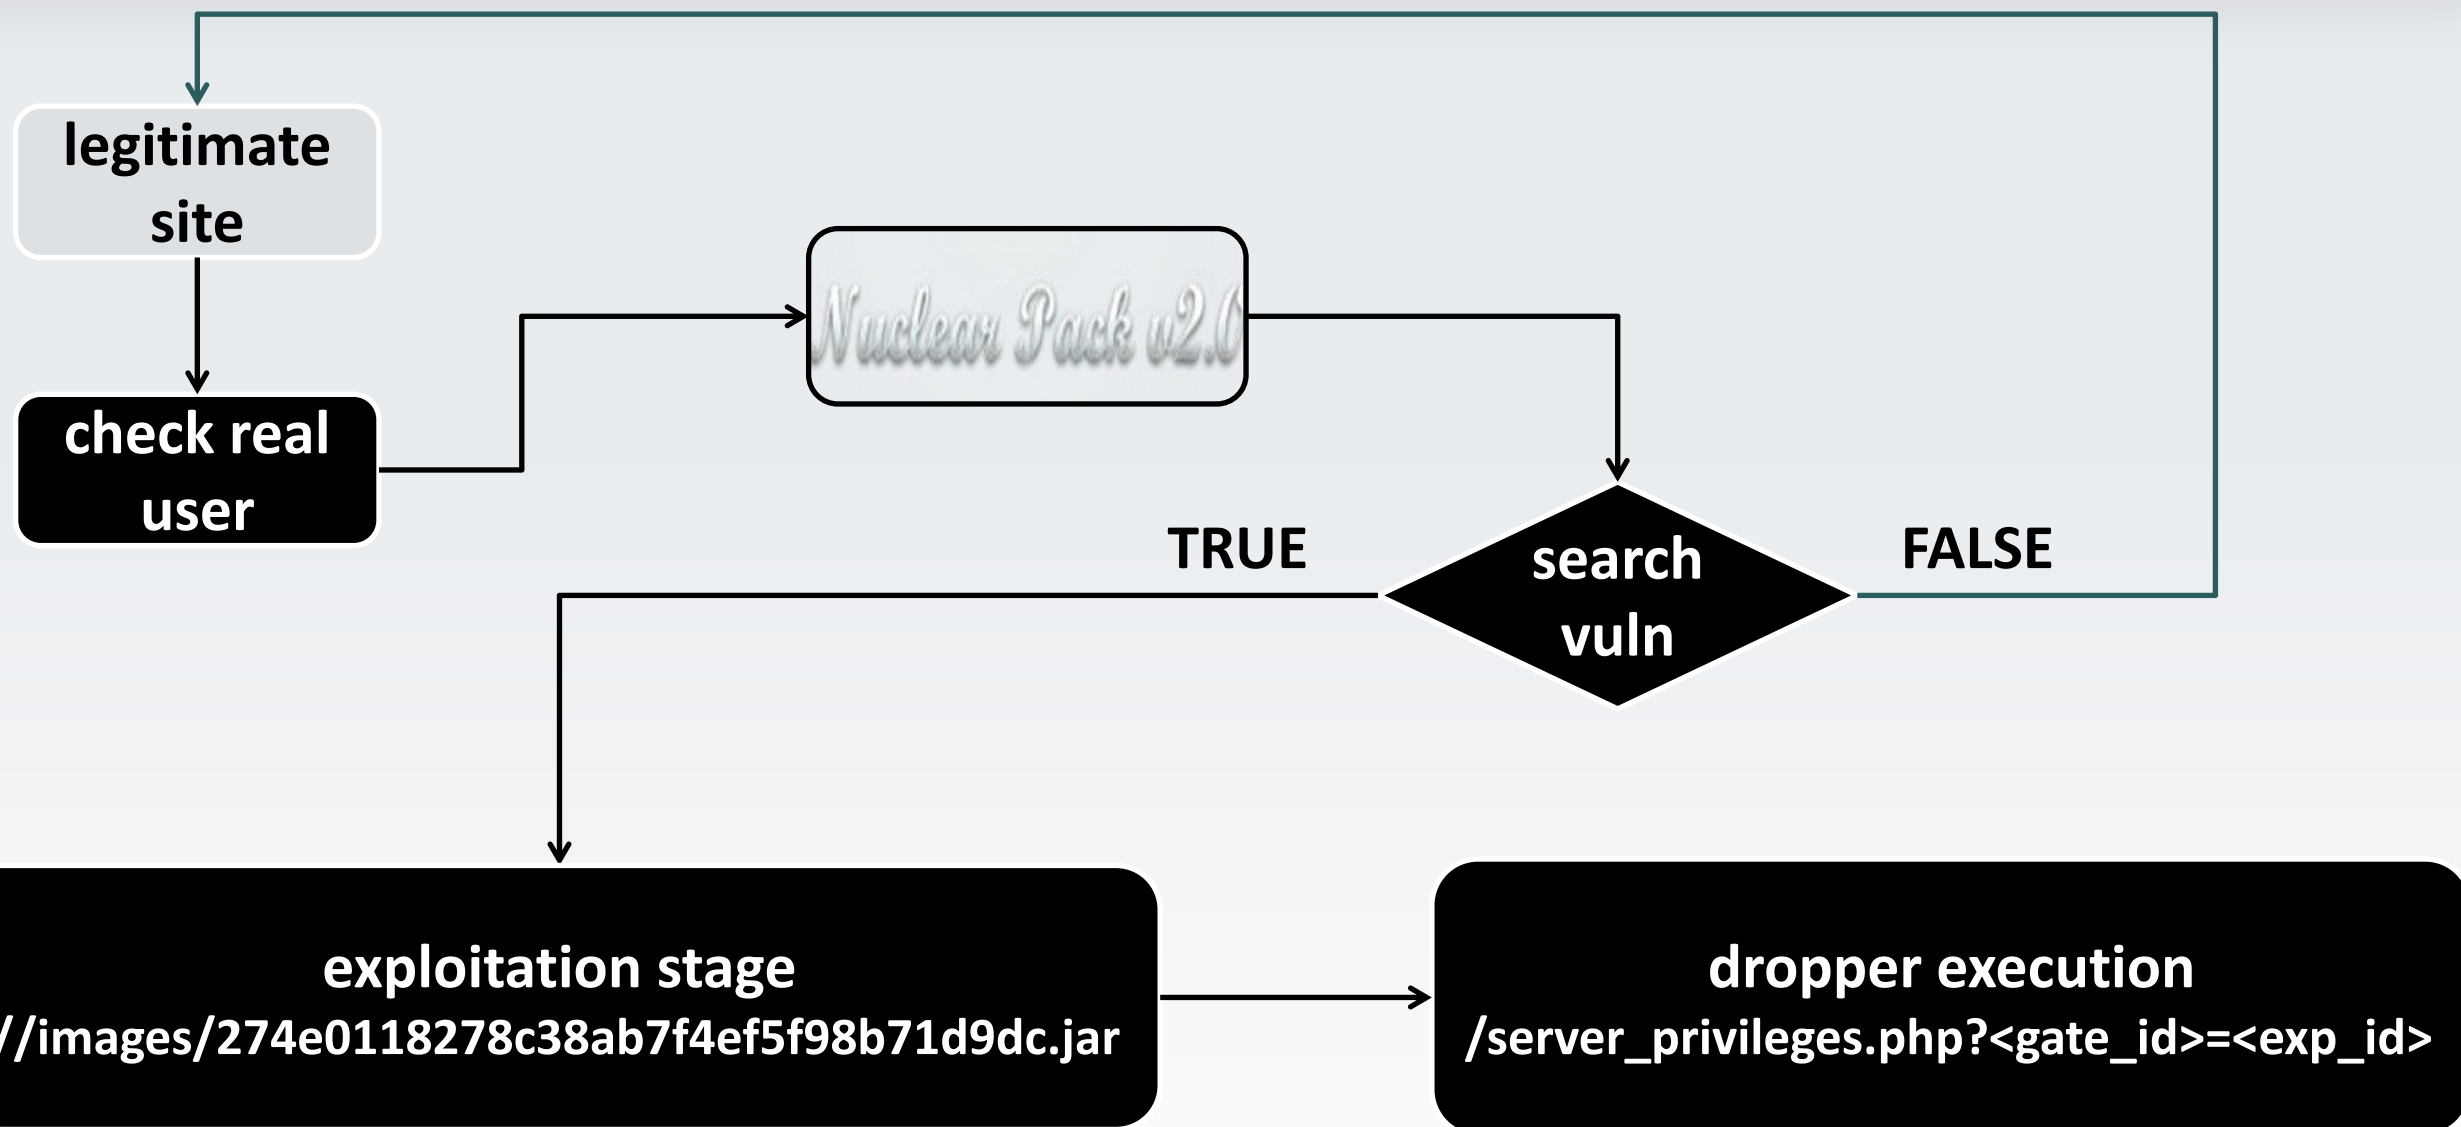 legitimate
site
check real
user
Nuclear Pack v2.0
TRUE
search
vuln
FALSE
exploitation stage
//images/274e0118278c38ab7f4ef5f98b71d9dc.jar
dropper execution
/server_privileges.php?<gate_id>=<exp_id>